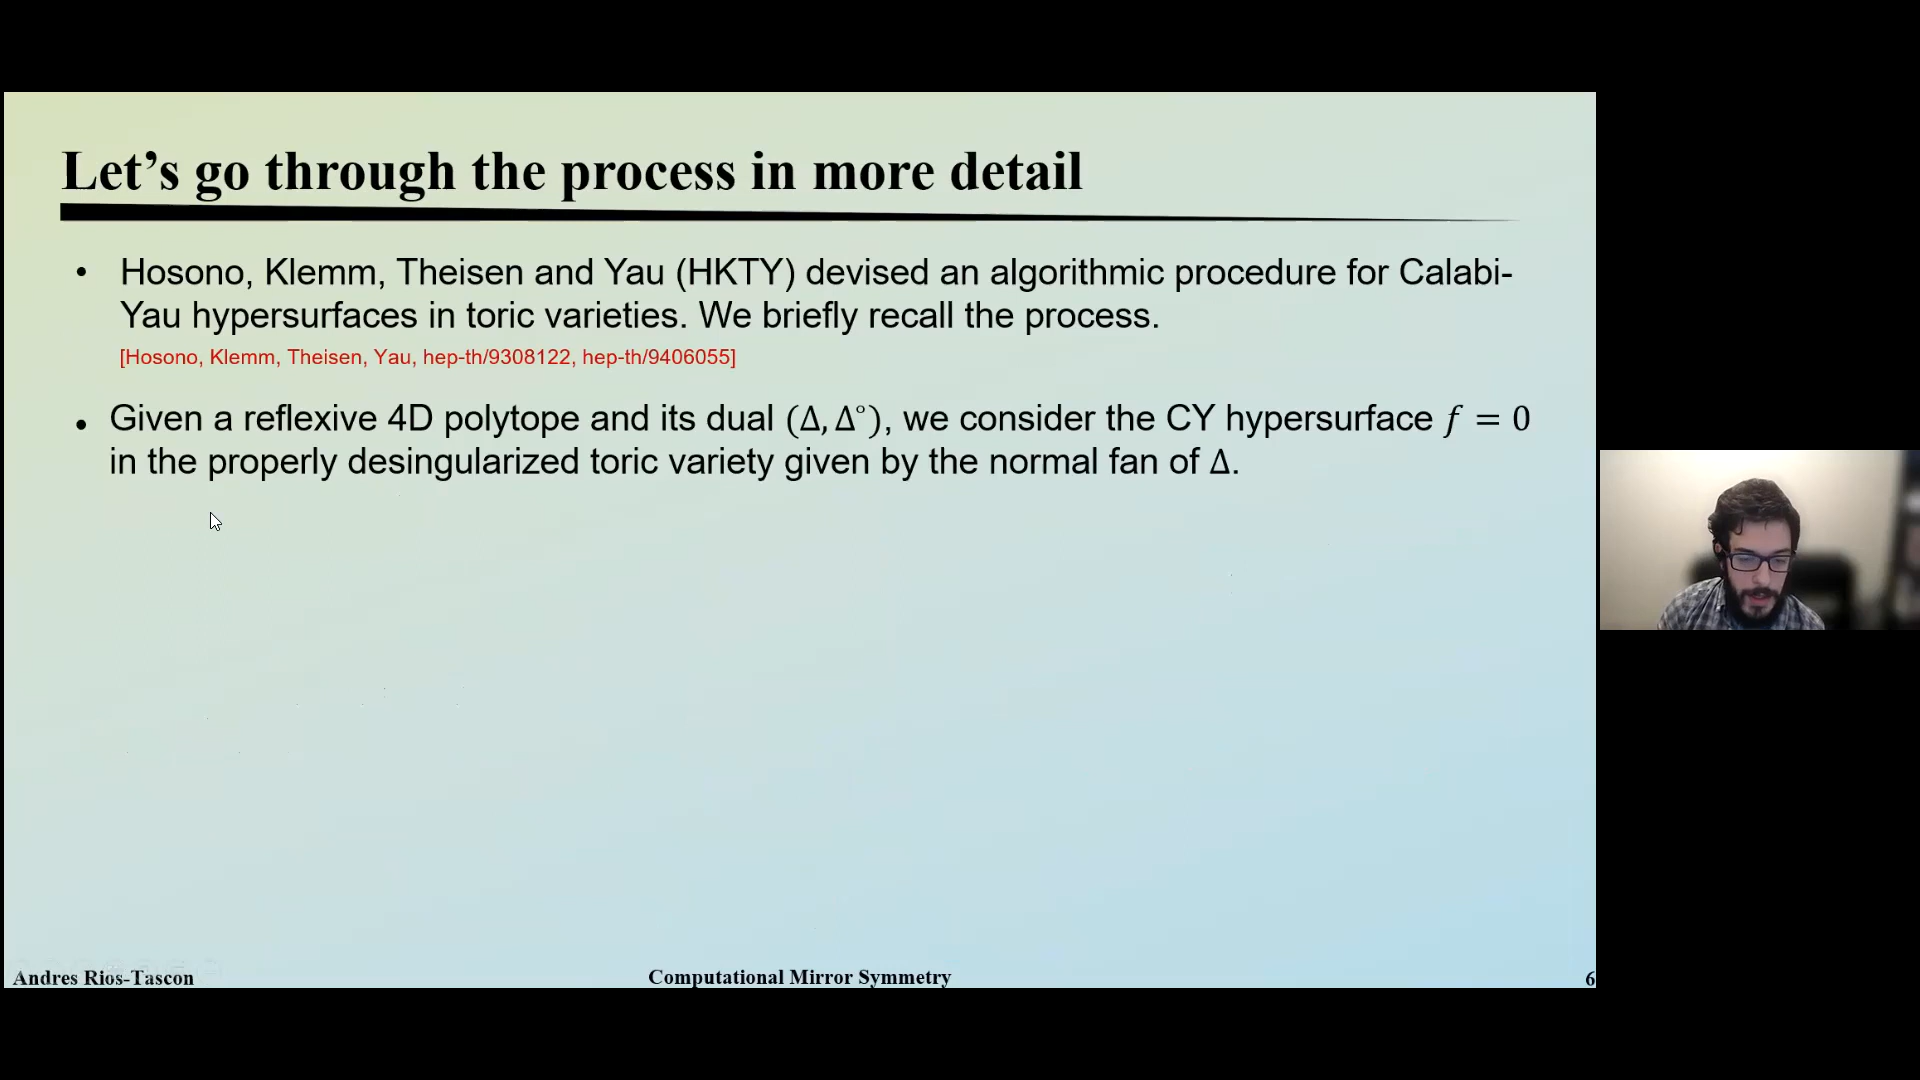 Let’s go through the process in more detail
• Hosono, Klemm, Theisen and Yau (HKTY) devised an algorithmic procedure for Calabi-
Yau hypersurfaces in toric varieties. We briefly recall the process.
[Hosono, Klemm, Theisen, Yau, hep-th/9308122, hep-th/9406055]
• Given a reflexive 4D polytope and its dual (Δ, Δ°), we consider the CY hypersurface f = 0
in the properly desingularized toric variety given by the normal fan of Δ.
Andres Rios-Tascon
Computational Mirror Symmetry
6